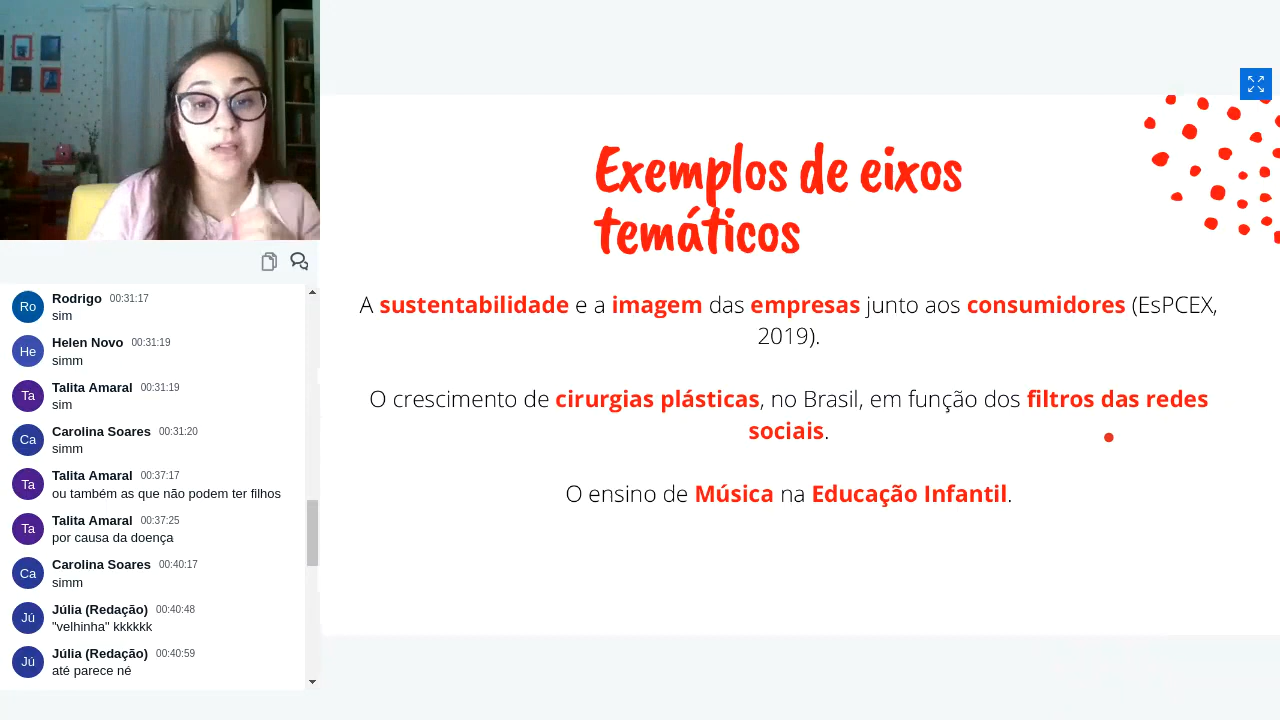 Exemplos de eixos
temáticos
A sustentabilidade e a imagem das empresas junto aos consumidores (EsPCEX,
2019).
O crescimento de cirurgias plásticas, no Brasil, em função dos filtros das redes
sociais.
O ensino de Música na Educação Infantil.
Ro
Rodrigo 00:31:17
sim
He
Helen Novo 00:31:19
simm
Ta
Talita Amaral 00:31:19
sim
Ca
Carolina Soares 00:31:20
simm
Ta
Talita Amaral 00:37:17
ou também as que não podem ter filhos
Ta
Talita Amaral 00:37:25
por causa da doença
Ca
Carolina Soares 00:40:17
simm
Jú
Júlia (Redação) 00:40:48
"velhinha" kkkkkk
Jú
Júlia (Redação) 00:40:59
até parece né